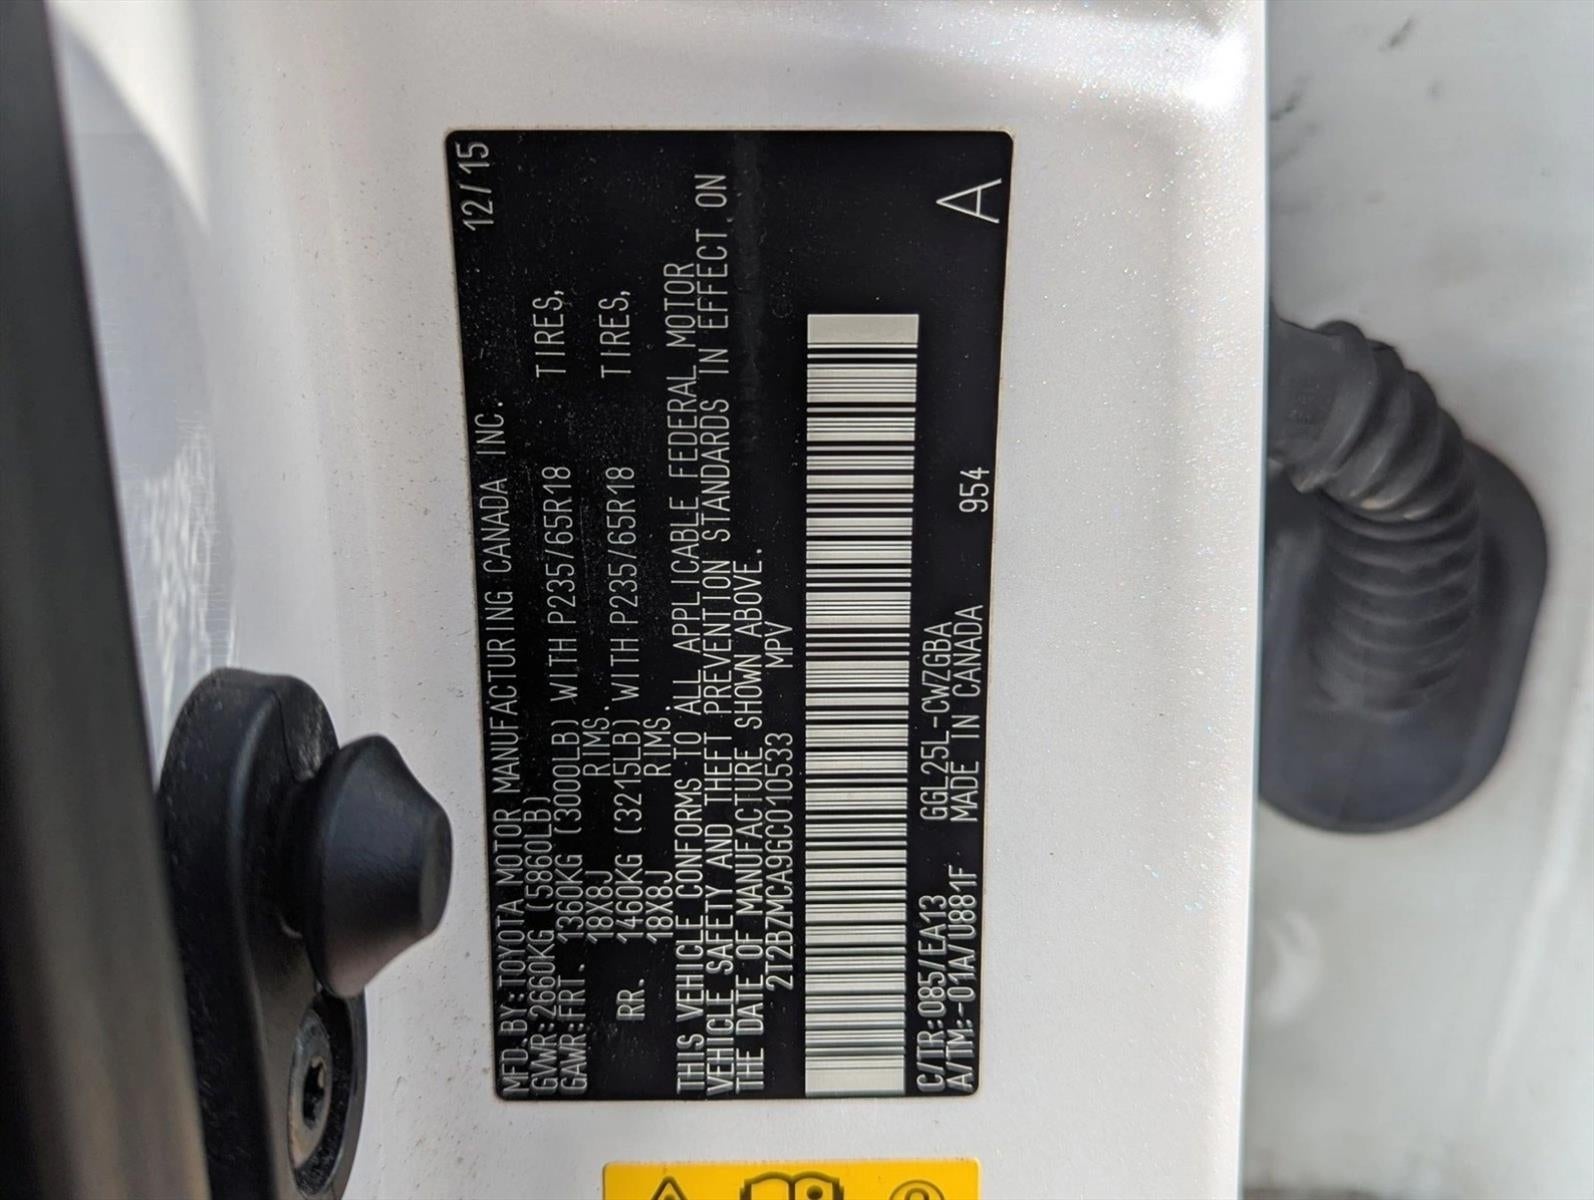 MFD. BY: TOYOTA MOTOR MANUFACTURING CANADA INC. 12/15
GVWR: 2660KG (5860LB)
GAWR: FRT. 1360KG (3000LB) WITH P235/65R18 TIRES,
18X8J RIMS.
RR. 1460KG (3215LB) WITH P235/65R18 TIRES,
18X8J RIMS.
THIS VEHICLE CONFORMS TO ALL APPLICABLE FEDERAL MOTOR
VEHICLE SAFETY AND THEFT PREVENTION STANDARDS IN EFFECT ON
THE DATE OF MANUFACTURE SHOWN ABOVE.
2T2BZMCA9GC010533 MPV
C/TR: 085/EA13 GGL25L-CWZGBA
A/TM: -01A/U881F MADE IN CANADA 954
A